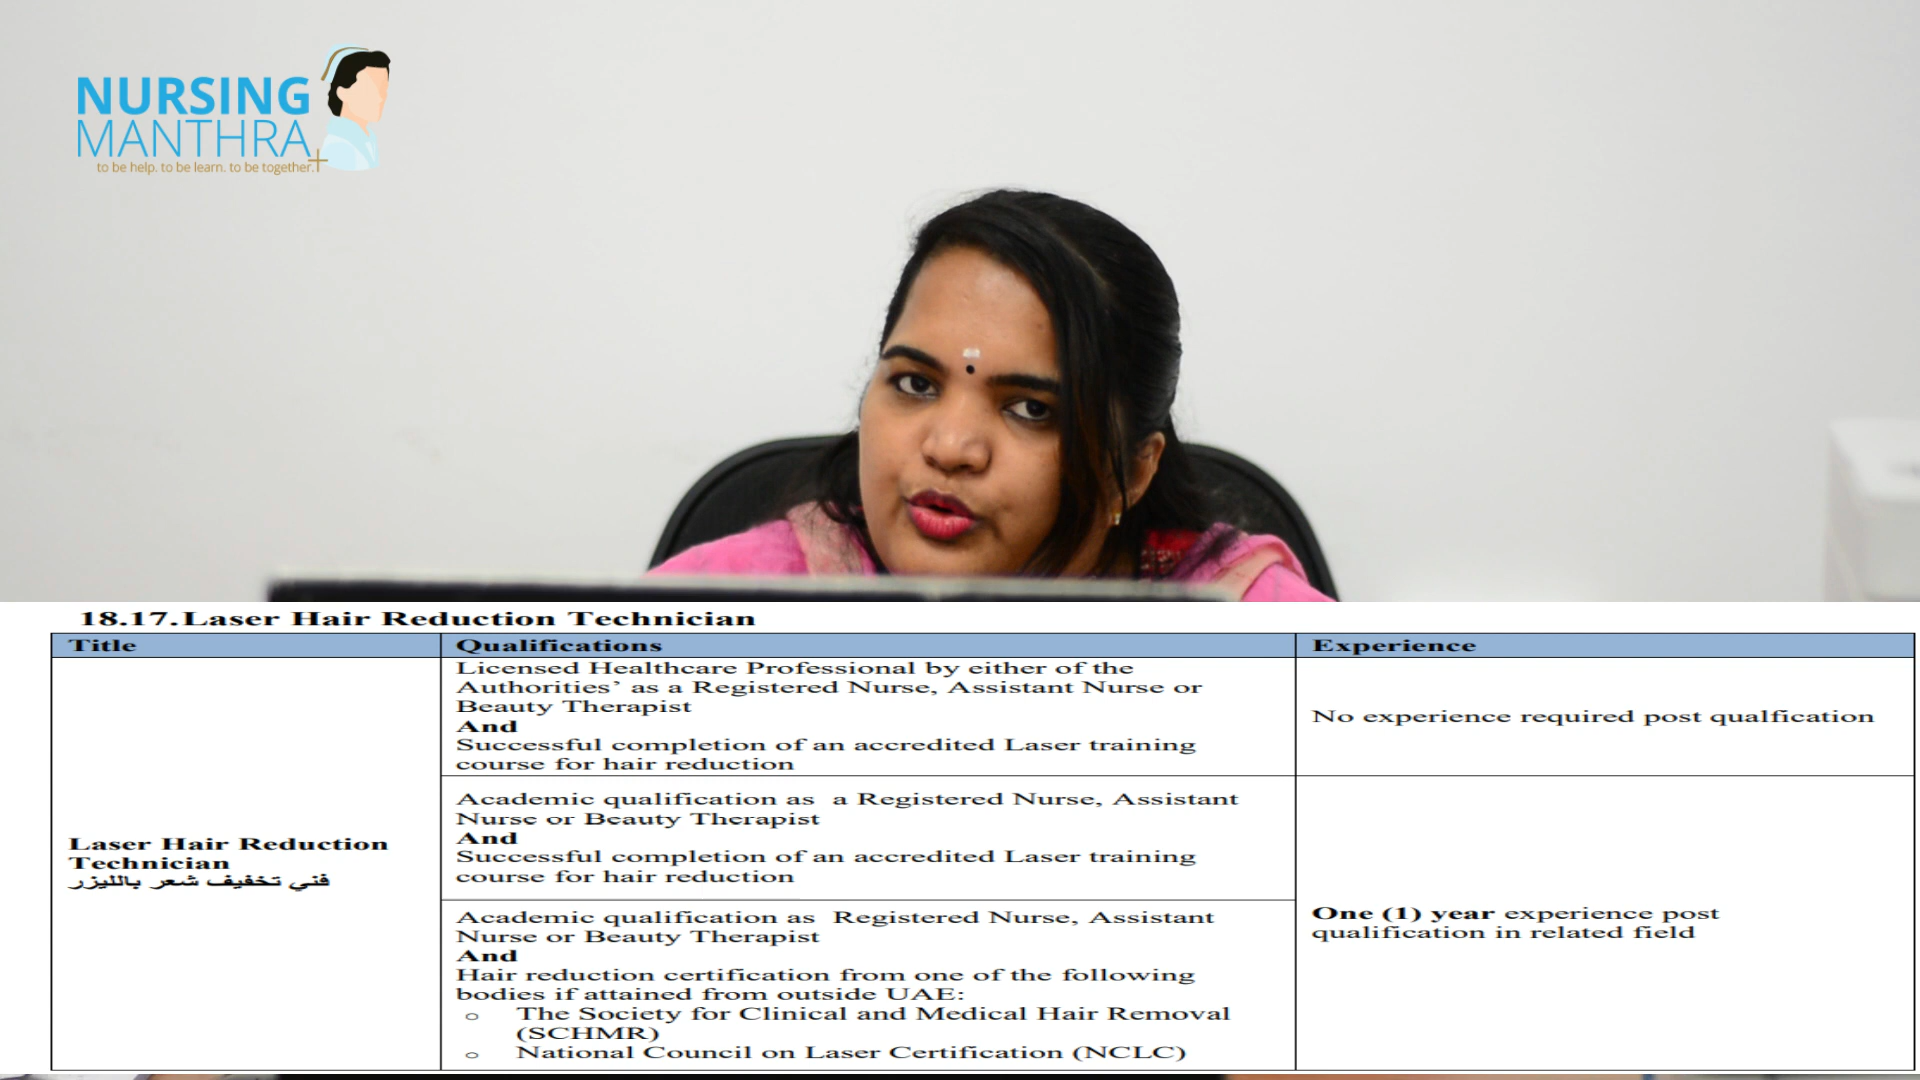 NURSING
MANTHRA
to be help. to be learn. to be together.
18.17.Laser Hair Reduction Technician
Title
Qualifications
Experience
Laser Hair Reduction
Technician
فني تخفيف شعر بالليزر
Licensed Healthcare Professional by either of the
Authorities’ as a Registered Nurse, Assistant Nurse or
Beauty Therapist
And
Successful completion of an accredited Laser training
course for hair reduction
No experience required post qualfication
Academic qualification as a Registered Nurse, Assistant
Nurse or Beauty Therapist
And
Successful completion of an accredited Laser training
course for hair reduction
Academic qualification as Registered Nurse, Assistant
Nurse or Beauty Therapist
And
Hair reduction certification from one of the following
bodies if attained from outside UAE:
o The Society for Clinical and Medical Hair Removal
(SCHMR)
o National Council on Laser Certification (NCLC)
One (1) year experience post
qualification in related field